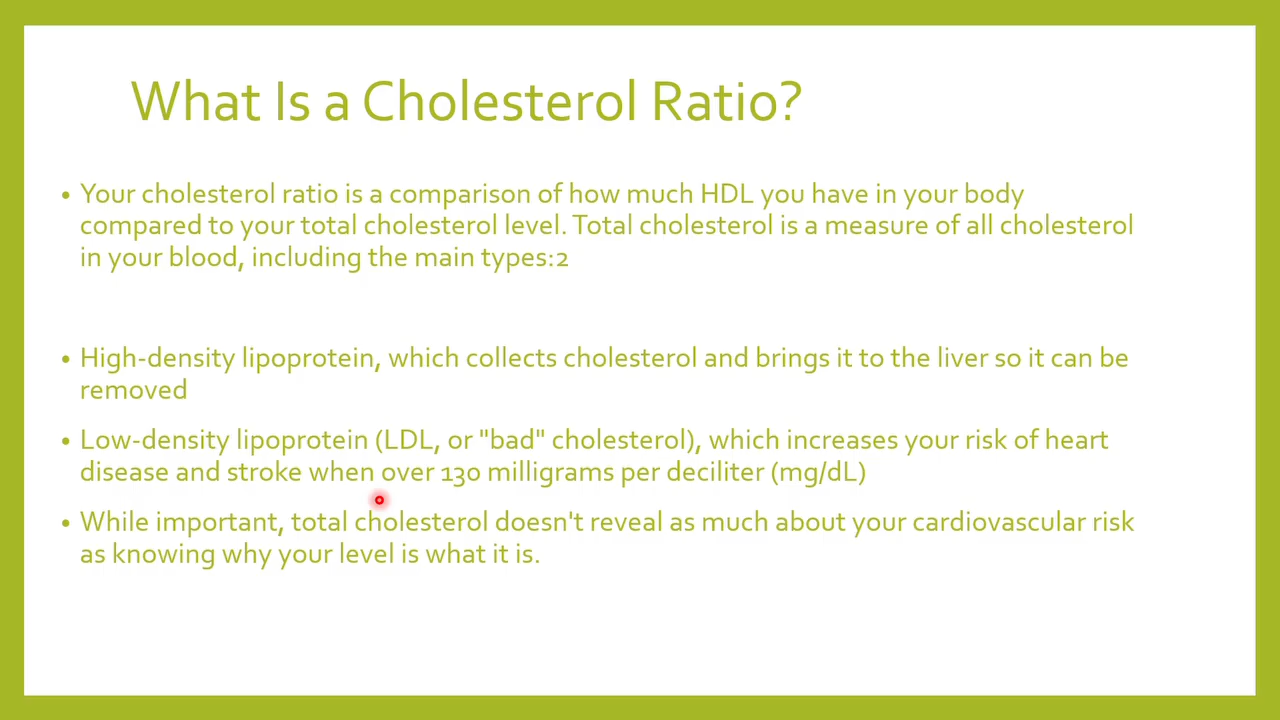 What Is a Cholesterol Ratio?
• Your cholesterol ratio is a comparison of how much HDL you have in your body
compared to your total cholesterol level. Total cholesterol is a measure of all cholesterol
in your blood, including the main types:2
• High-density lipoprotein, which collects cholesterol and brings it to the liver so it can be
removed
• Low-density lipoprotein (LDL, or "bad" cholesterol), which increases your risk of heart
disease and stroke when over 130 milligrams per deciliter (mg/dL)
• While important, total cholesterol doesn't reveal as much about your cardiovascular risk
as knowing why your level is what it is.